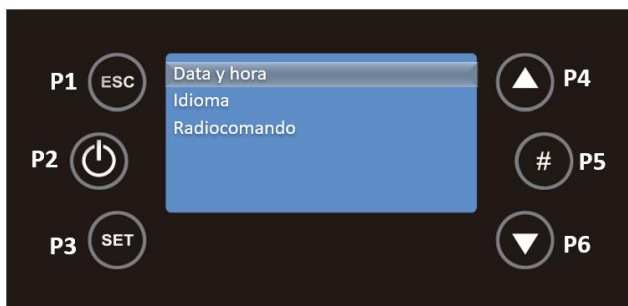 P1 ESC Data y hora P4
Idioma
P2 Radiocomando # P5
P3 SET P6